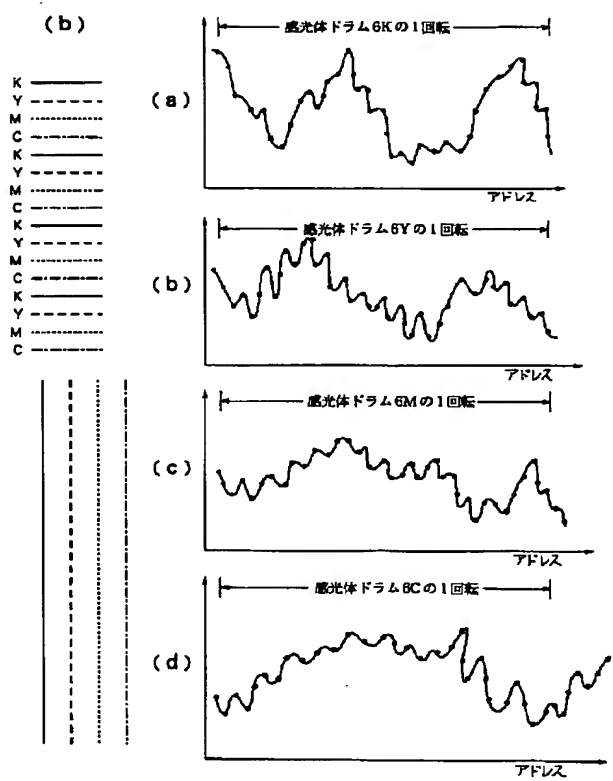 (b)
K
Y
M
C
K
Y
M
C
K
Y
M
C
K
Y
M
C
(a)
感光体ドラム6Kの1回転
アドレス
(b)
感光体ドラム6Yの1回転
アドレス
(c)
感光体ドラム6Mの1回転
アドレス
(d)
感光体ドラム6Cの1回転
アドレス